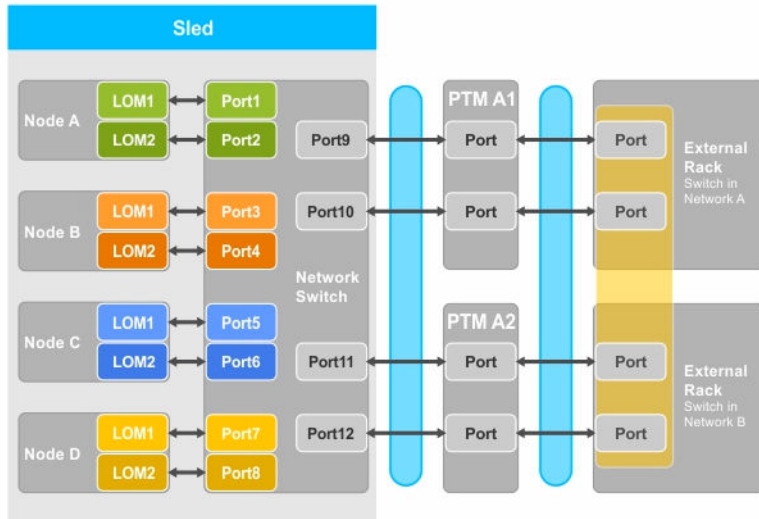 Sled
Node A
LOM1
Port1
LOM2
Port2
Node B
LOM1
Port3
LOM2
Port4
Node C
LOM1
Port5
LOM2
Port6
Node D
LOM1
Port7
LOM2
Port8
Port9
Port10
Network
Switch
Port11
Port12
PTM A1
Port
Port
PTM A2
Port
Port
Port
Port
External
Rack
Switch in
Network A
Port
Port
External
Rack
Switch in
Network B